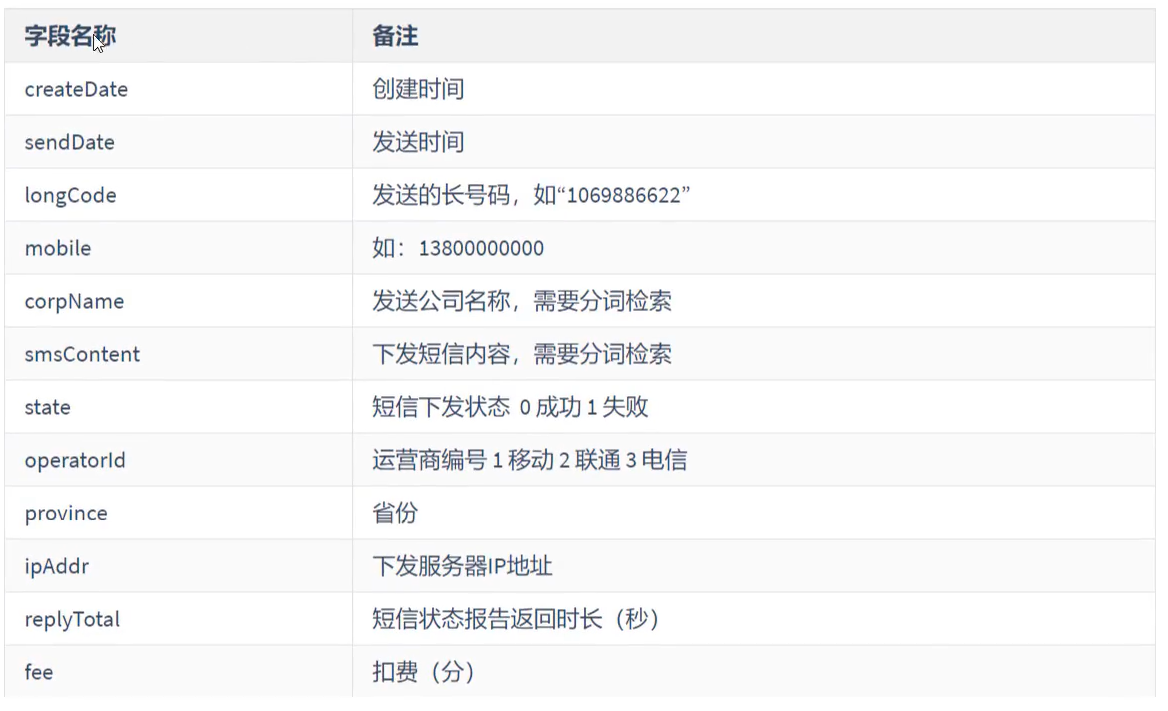 字段名称 备注
createDate 创建时间
sendDate 发送时间
longCode 发送的长号码，如“1069886622”
mobile 如：13800000000
corpName 发送公司名称，需要分词检索
smsContent 下发短信内容，需要分词检索
state 短信下发状态 0 成功 1 失败
operatorId 运营商编号 1 移动 2 联通 3 电信
province 省份
ipAddr 下发服务器IP地址
replyTotal 短信状态报告返回时长（秒）
fee 扣费（分）